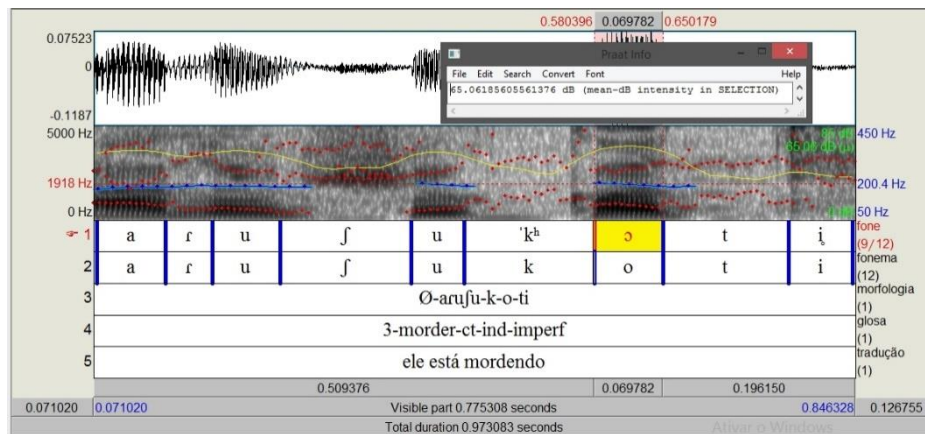 0.580396 0.069782 0.650179
0.07523
0
-0.1187
Praat Info
File Edit Search Convert Font Help
65.06185605561376 dB (mean-dB intensity in SELECTION)
5000 Hz
1918 Hz
0 Hz
450 Hz
200.4 Hz
50 Hz
1 a ɾ u ʃ u ˈkʰ ɔ t i̥ fone (9/12)
2 a ɾ u ʃ u k o t i fonema (12)
3 Ø-aɾuʃu-k-o-ti morfologia (1)
4 3-morder-ct-ind-imperf glosa (1)
5 ele está mordendo tradução (1)
0.509376 0.069782 0.196150
0.071020 0.071020 Visible part 0.775308 seconds 0.846328 0.126755
Total duration 0.973083 seconds
Ativar o Windows